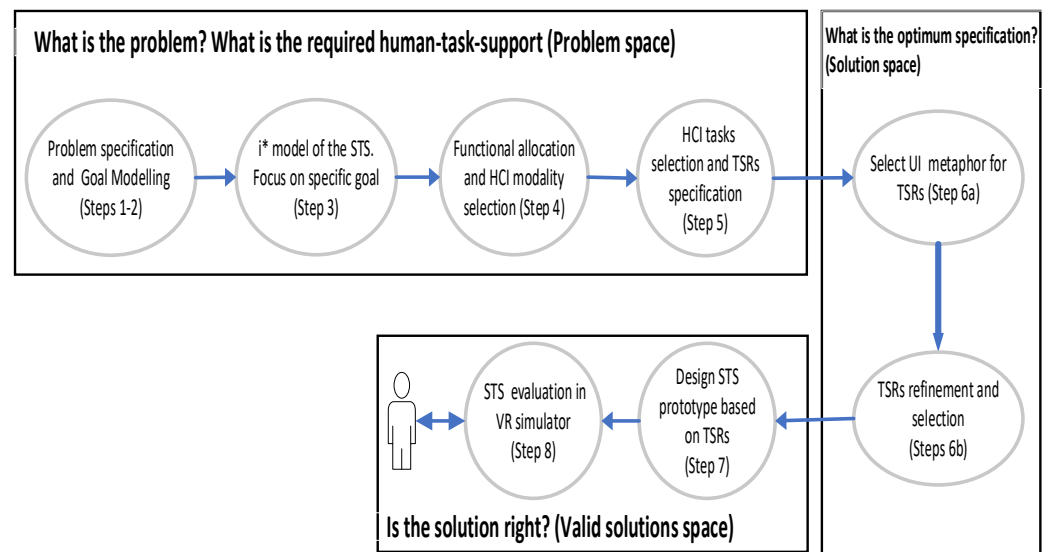 What is the problem? What is the required human-task-support (Problem space)
Problem specification
and Goal Modelling
(Steps 1-2)
i* model of the STS.
Focus on specific goal
(Step 3)
Functional allocation
and HCI modality
selection (Step 4)
HCI tasks
selection and TSRs
specification
(Step 5)
What is the optimum specification?
(Solution space)
Select UI metaphor for
TSRs (Step 6a)
TSRs refinement and
selection
(Steps 6b)
Design STS
prototype based
on TSRs
(Step 7)
STS evaluation in
VR simulator
(Step 8)
Is the solution right? (Valid solutions space)